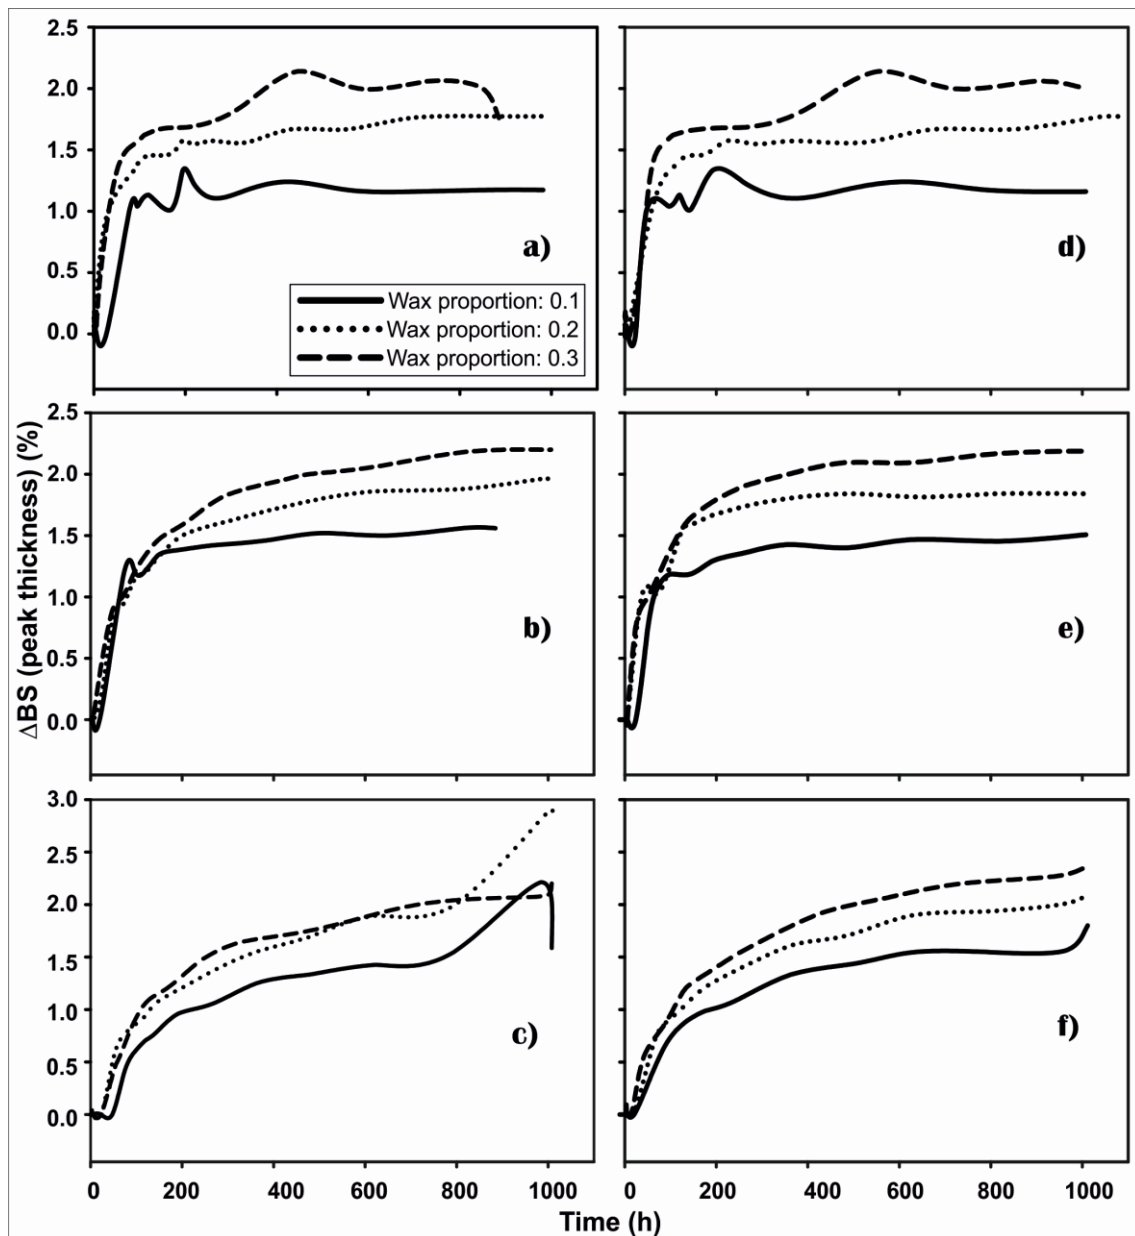 2.5
2.0
1.5
1.0
0.5
0.0
a)
d)
Wax proportion: 0.1
Wax proportion: 0.2
Wax proportion: 0.3
ΔBS (peak thickness) (%)
2.5
2.0
1.5
1.0
0.5
0.0
b)
e)
3.0
2.5
2.0
1.5
1.0
0.5
0.0
c)
f)
0 200 400 600 800 1000 0 200 400 600 800 1000
Time (h)